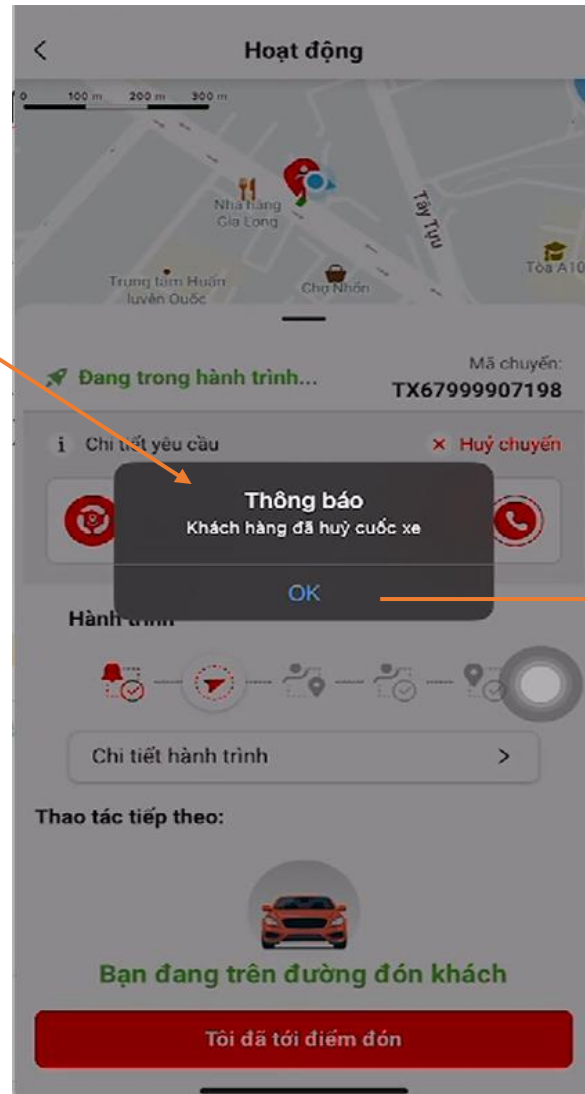 Hoạt động
0 100 m 200 m 300 m
Nhà hàng
Gia Long
Tây Tựu
Tòa A10
Trung tâm Huấn
luyện Quốc
Chợ Nhổn
Đang trong hành trình...
Mã chuyến:
TX67999907198
i Chi tiết yêu cầu
× Huỷ chuyến
Thông báo
Khách hàng đã huỷ cuốc xe
OK
Hành trình
Chi tiết hành trình >
Thao tác tiếp theo:
Bạn đang trên đường đón khách
Tôi đã tới điểm đón